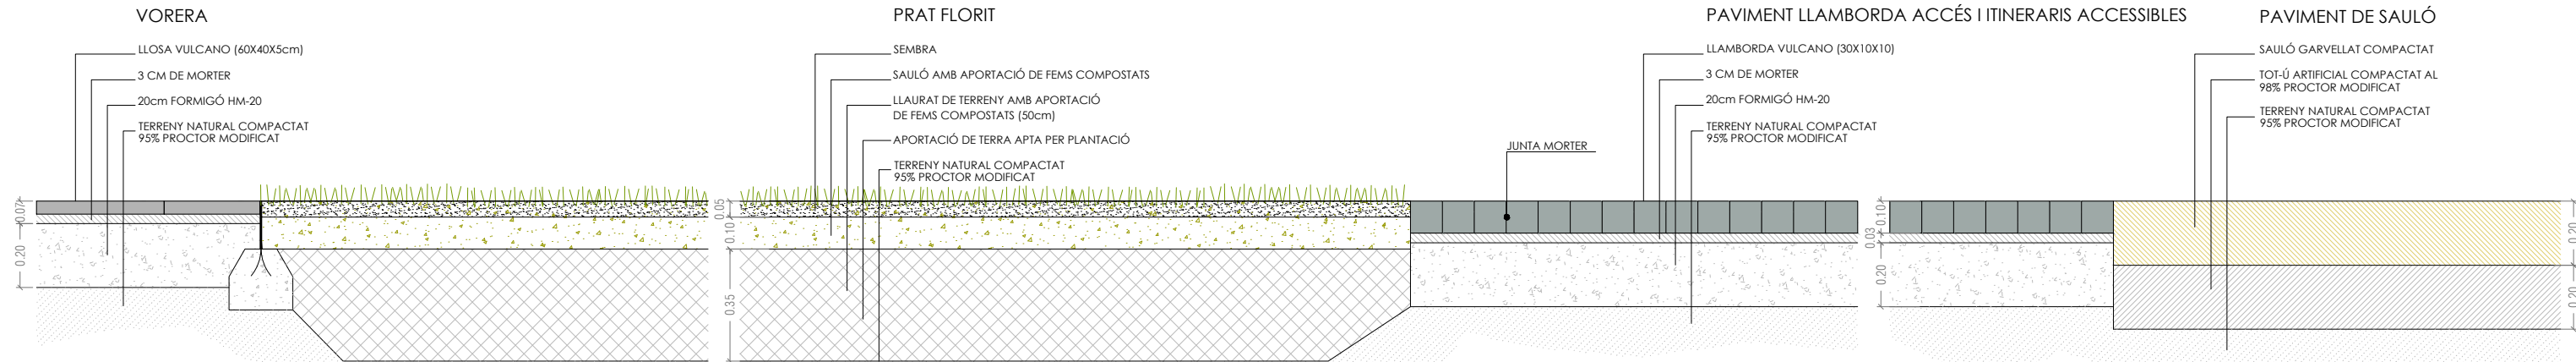 VORERA
LLOSA VULCANO (60X40X5cm)
3 CM DE MORTER
20cm FORMIGÓ HM-20
TERRENY NATURAL COMPACTAT
95% PROCTOR MODIFICAT
0.07
0.20
PRAT FLORIT
SEMBRA
SAULÓ AMB APORTACIÓ DE FEMS COMPOSTATS
LLAURAT DE TERRENY AMB APORTACIÓ
DE FEMS COMPOSTATS (50cm)
APORTACIÓ DE TERRA APTA PER PLANTACIÓ
TERRENY NATURAL COMPACTAT
95% PROCTOR MODIFICAT
0.05
0.10
0.35
PAVIMENT LLAMBORDA ACCÉS I ITINERARIS ACCESSIBLES
LLAMBORDA VULCANO (30X10X10)
3 CM DE MORTER
20cm FORMIGÓ HM-20
TERRENY NATURAL COMPACTAT
95% PROCTOR MODIFICAT
JUNTA MORTER
0.10
0.03
0.20
PAVIMENT DE SAULÓ
SAULÓ GARVELLAT COMPACTAT
TOT-Ú ARTIFICIAL COMPACTAT AL
98% PROCTOR MODIFICAT
TERRENY NATURAL COMPACTAT
95% PROCTOR MODIFICAT
0.20
0.20